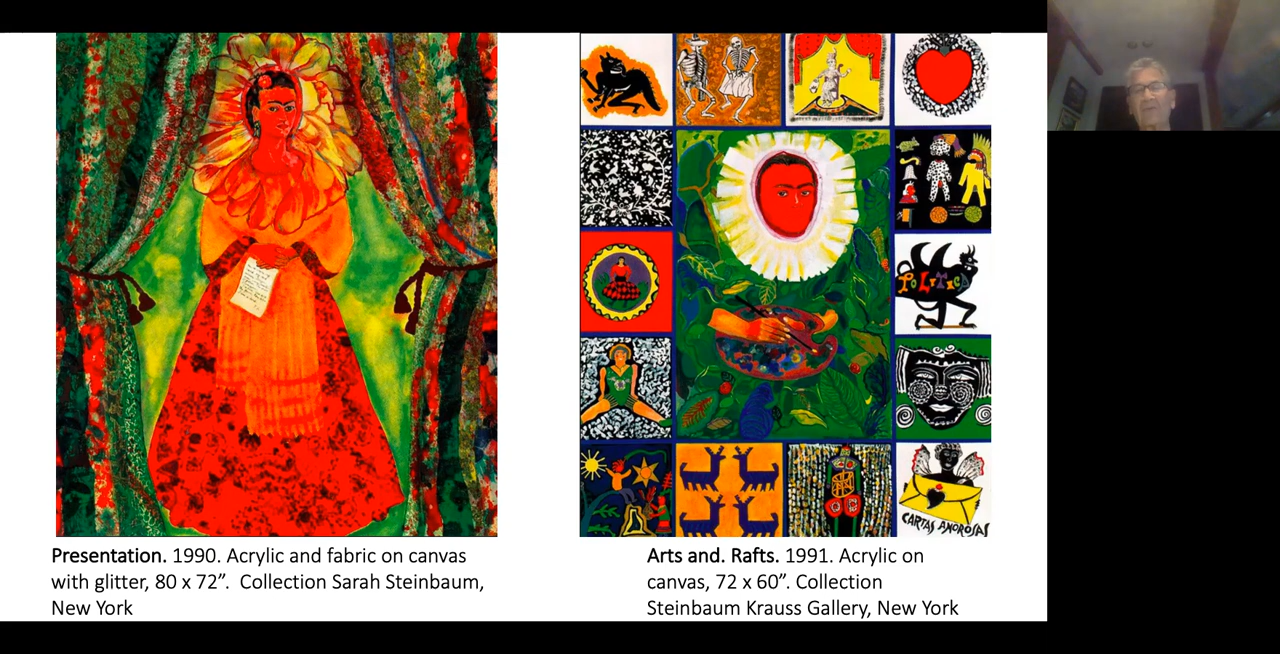 POLITICA
CARTAS AMOROSAS
Presentation. 1990. Acrylic and fabric on canvas
with glitter, 80 x 72”.  Collection Sarah Steinbaum,
New York
Arts and. Rafts. 1991. Acrylic on
canvas, 72 x 60”. Collection
Steinbaum Krauss Gallery, New York